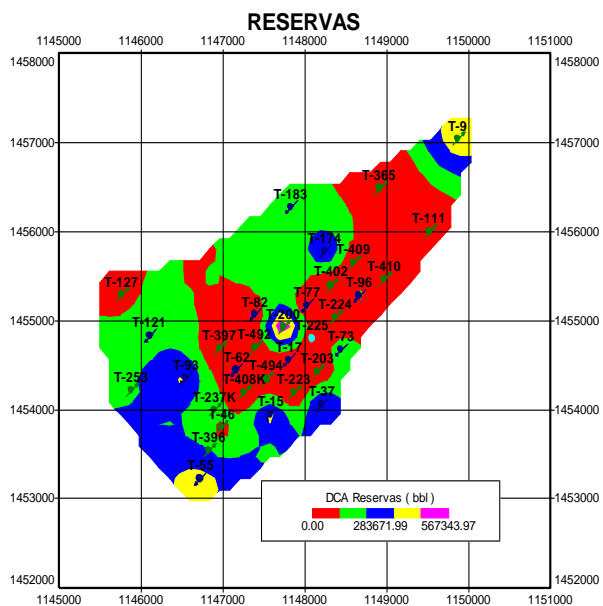 RESERVAS
1145000 1146000 1147000 1148000 1149000 1150000 1151000
1458000 1458000
1457000 1457000
T-9
T-365
T-183
T-111
1456000 1456000
T-174
T-409
T-402 T-410
T-127 T-77 T-96
T-82 T-224
1455000 1455000
T-121 T-200 T-225
T-397 T-492 T-73
T-17
T-93 T-62 T-494 T-203
T-253 T-408K T-223
T-237K T-15 T-37
1454000 1454000
T-46
T-396
T-55
1453000 1453000
DCA Reservas ( bbl )
0.00 283671.99 567343.97
1452000 1452000
1145000 1146000 1147000 1148000 1149000 1150000 1151000